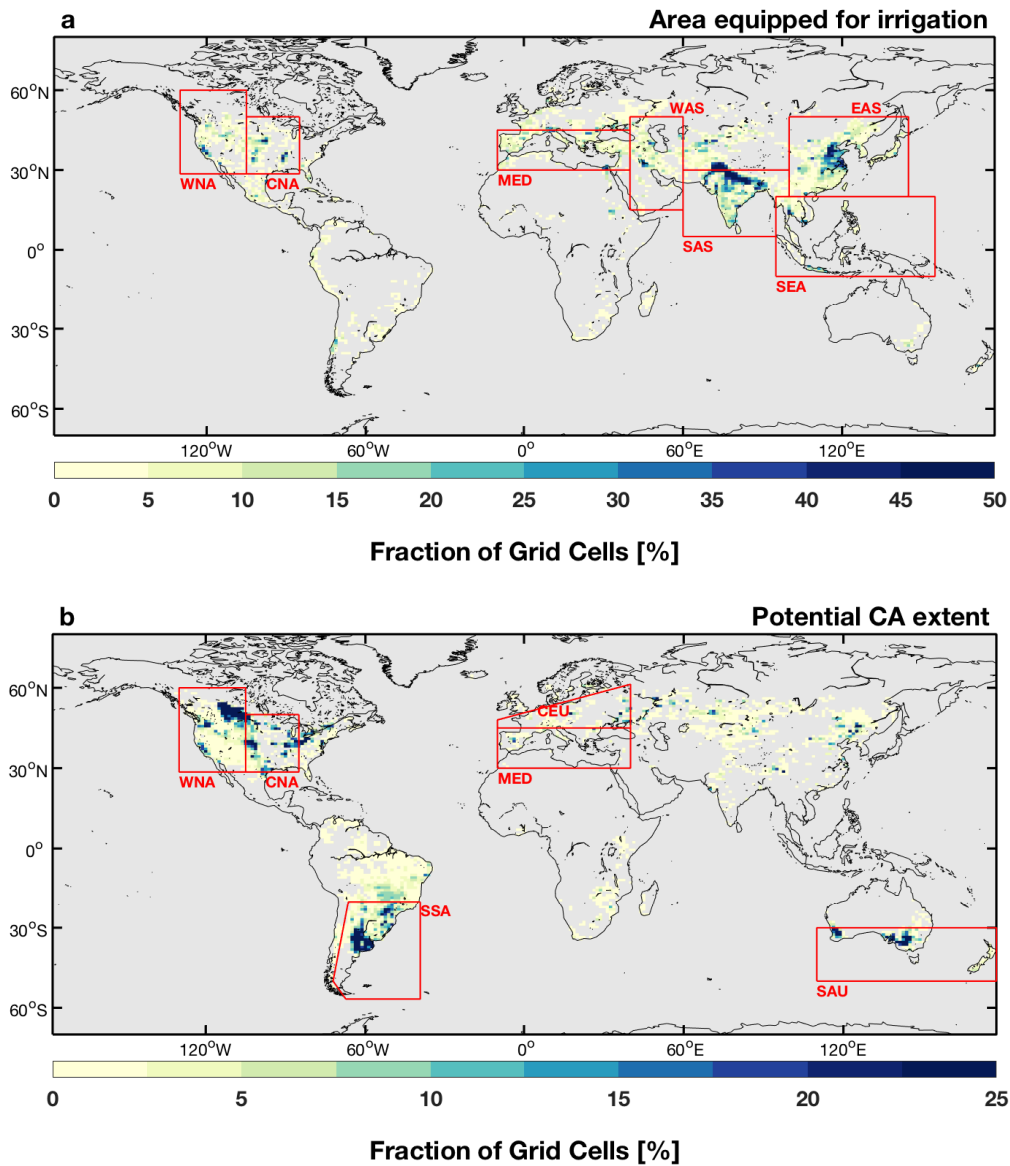 a Area equipped for irrigation
60°N
WAS EAS
30°N
WNA CNA MED
SAS
0°
SEA
30°S
60°S
120°W 60°W 0° 60°E 120°E
0 5 10 15 20 25 30 35 40 45 50
Fraction of Grid Cells [%]
b Potential CA extent
60°N
CEU
30°N
WNA CNA MED
0°
SSA
30°S
SAU
60°S
120°W 60°W 0° 60°E 120°E
0 5 10 15 20 25
Fraction of Grid Cells [%]